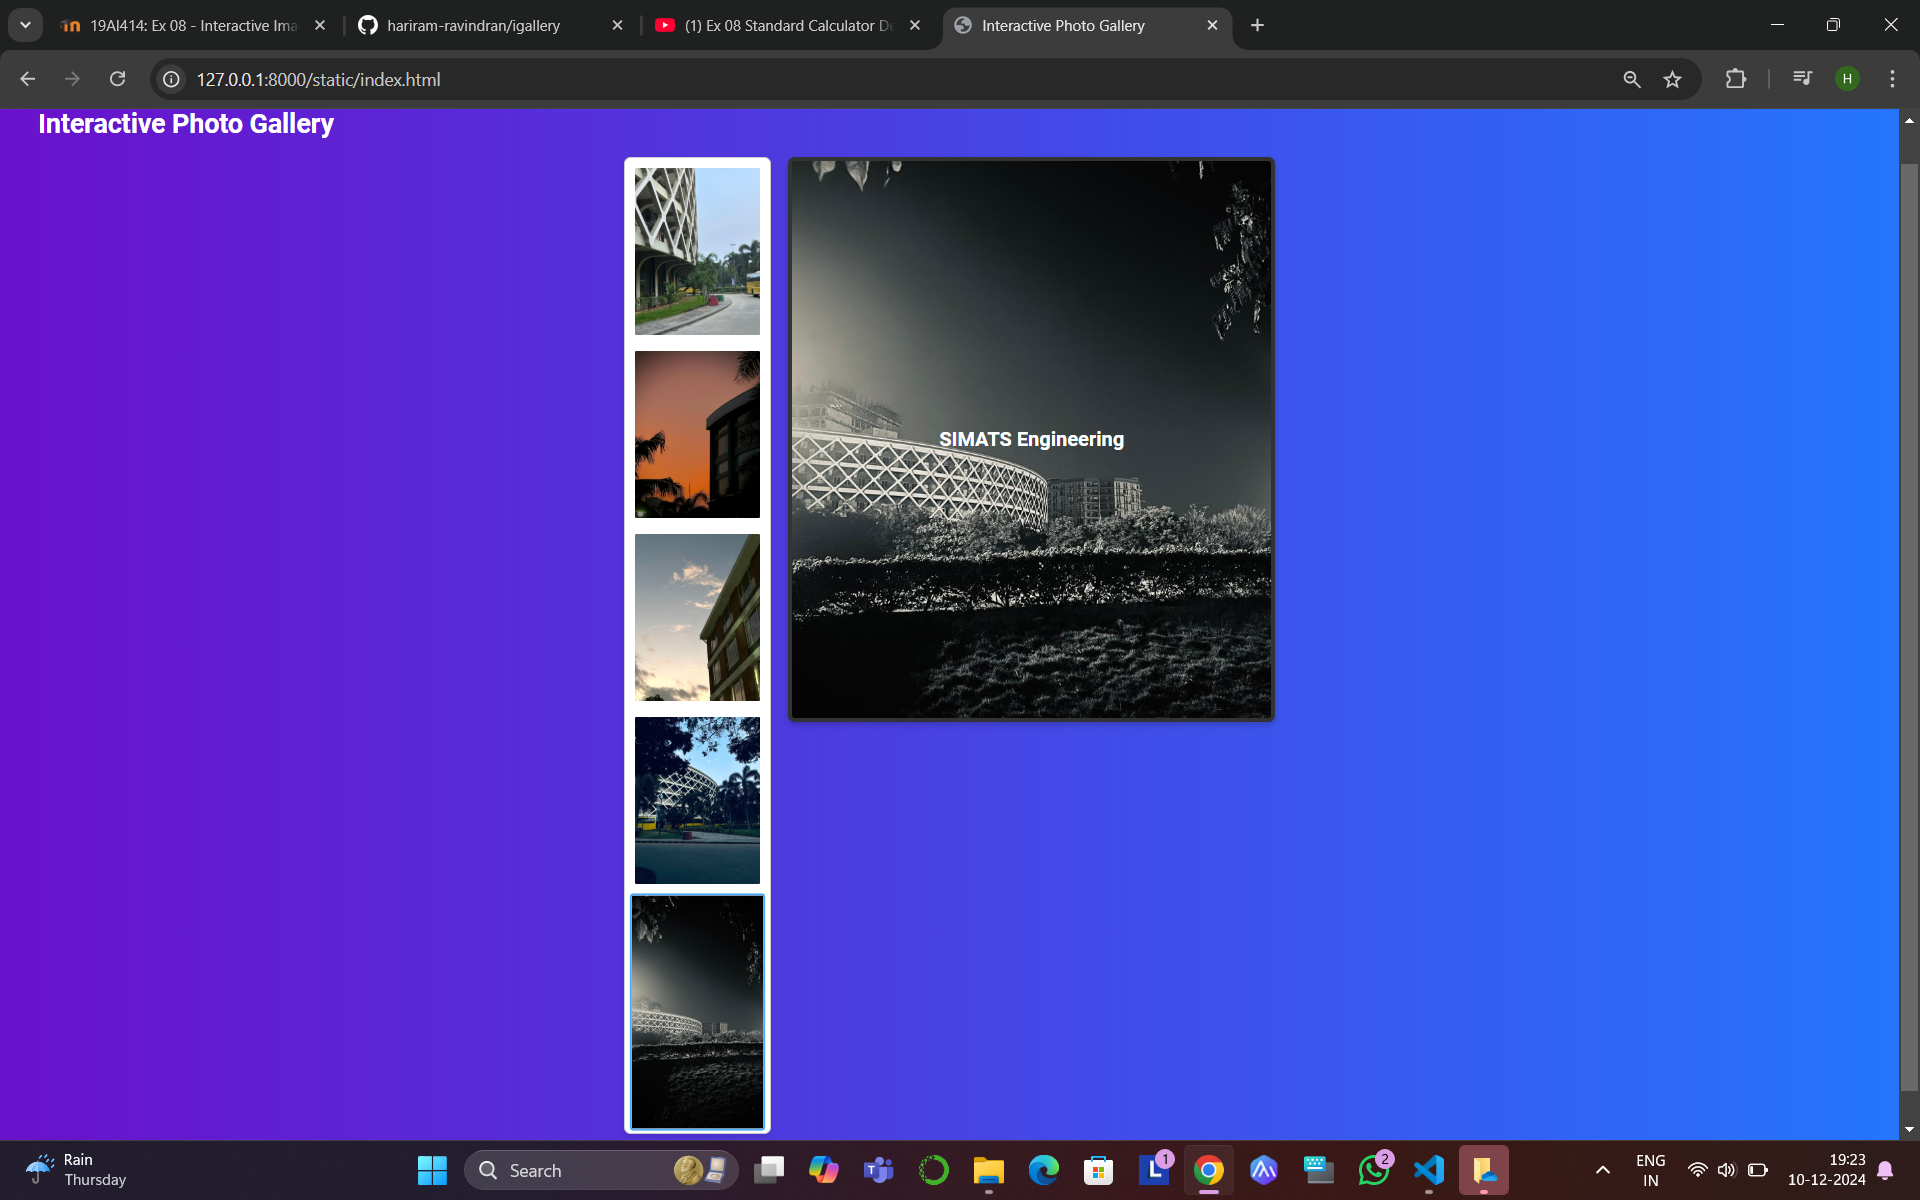 19AI414: Ex 08 - Interactive Ima
hariram-ravindran/igallery
(1) Ex 08 Standard Calculator De
Interactive Photo Gallery
127.0.0.1:8000/static/index.html
H
Interactive Photo Gallery
SIMATS Engineering
Rain
Thursday
Search
1
2
ENG
IN
19:23
10-12-2024